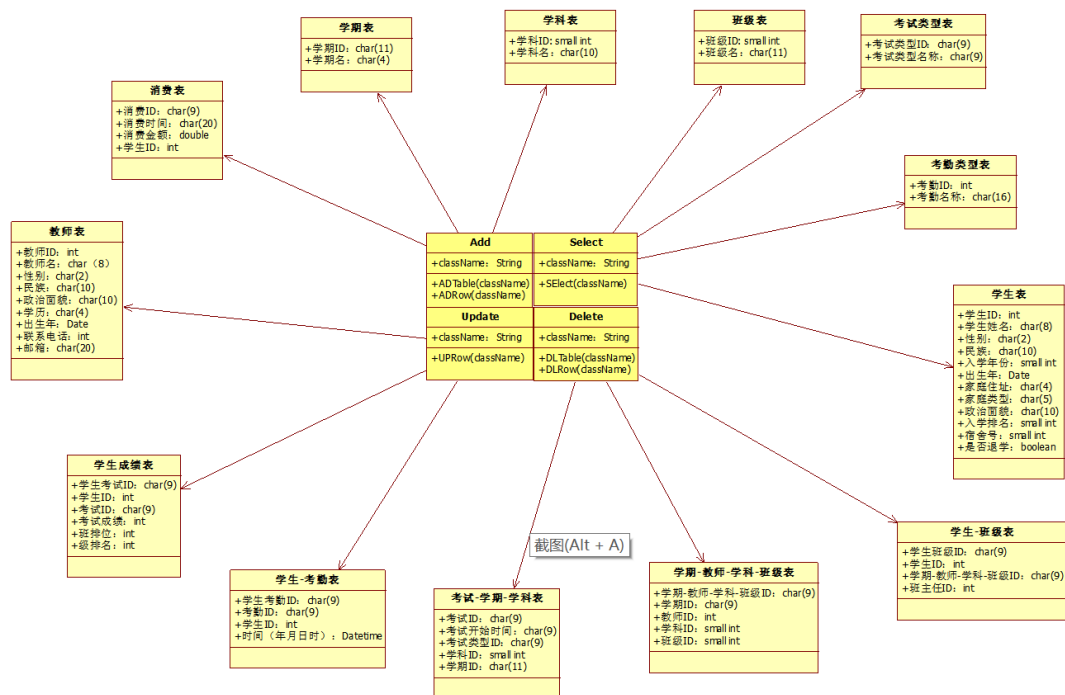 学期表
+学期ID: char(11)
+学期名: char(4)
学科表
+学科ID: smallint
+学科名: char(10)
班级表
+班级ID: smallint
+班级名: char(11)
考试类型表
+考试类型ID: char(9)
+考试类型名称: char(9)
消费表
+消费ID: char(9)
+消费时间: char(20)
+消费金额: double
+学生ID: int
考勤类型表
+考勤ID: int
+考勤名称: char(16)
教师表
+教师ID: int
+教师名: char（8）
+性别: char(2)
+民族: char(10)
+政治面貌: char(10)
+学历: char(4)
+出生年: Date
+联系电话: int
+邮箱: char(20)
Add
+className: String
+ADTable(className)
+ADRow(className)
Select
+className: String
+SElect(className)
Update
+className: String
+UPRow(className)
Delete
+className: String
+DLTable(className)
+DLRow(className)
学生表
+学生ID: int
+学生姓名: char(8)
+性别: char(2)
+民族: char(10)
+入学年份: smallint
+出生年: Date
+家庭住址: char(4)
+家庭类型: char(5)
+政治面貌: char(10)
+入学排名: smallint
+宿舍号: smallint
+是否退学: boolean
学生成绩表
+学生考试ID: char(9)
+学生ID: int
+考试ID: char(9)
+考试成绩: int
+班排位: int
+级排名: int
截图(Alt + A)
学生-考勤表
+学生考勤ID: char(9)
+考勤ID: char(9)
+学生ID: int
+时间（年月日时）: Datetime
考试-学期-学科表
+考试ID: char(9)
+考试开始时间: char(9)
+考试类型ID: char(9)
+学科ID: smallint
+学期ID: char(11)
学期-教师-学科-班级表
+学期-教师-学科-班级ID: char(9)
+学期ID: char(9)
+教师ID: int
+学科ID: smallint
+班级ID: smallint
学生-班级表
+学生班级ID: char(9)
+学生ID: int
+学期-教师-学科-班级ID: char(9)
+班主任ID: int